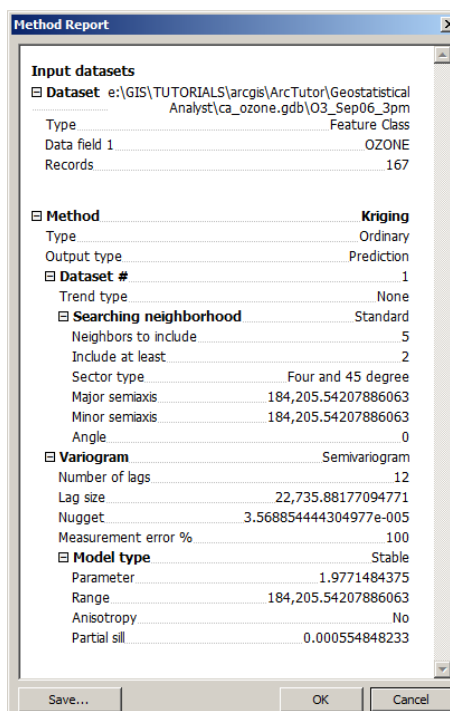 Method Report
Input datasets
Dataset e:\GIS\TUTORIALS\arcgis\ArcTutor\Geostatistical
Analyst\ca_ozone.gdb\O3_Sep06_3pm
Type Feature Class
Data field 1 OZONE
Records 167
Method Kriging
Type Ordinary
Output type Prediction
Dataset # 1
Trend type None
Searching neighborhood Standard
Neighbors to include 5
Include at least 2
Sector type Four and 45 degree
Major semiaxis 184,205.54207886063
Minor semiaxis 184,205.54207886063
Angle 0
Variogram Semivariogram
Number of lags 12
Lag size 22,735.88177094771
Nugget 3.568854444304977e-005
Measurement error % 100
Model type Stable
Parameter 1.9771484375
Range 184,205.54207886063
Anisotropy No
Partial sill 0.000554848233
Save... OK Cancel